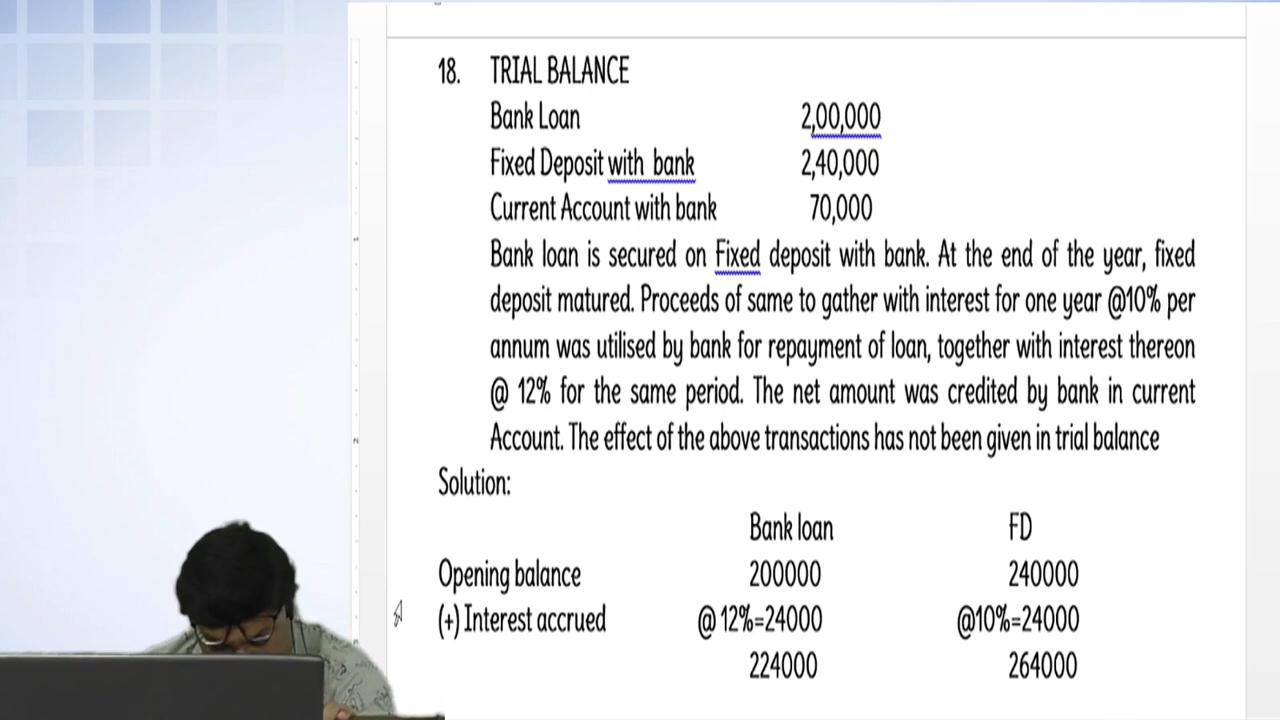 18. TRIAL BALANCE
Bank Loan 2,00,000
Fixed Deposit with bank 2,40,000
Current Account with bank 70,000
Bank loan is secured on Fixed deposit with bank. At the end of the year, fixed
deposit matured. Proceeds of same to gather with interest for one year @10% per
annum was utilised by bank for repayment of loan, together with interest thereon
@ 12% for the same period. The net amount was credited by bank in current
Account. The effect of the above transactions has not been given in trial balance
Solution:
Bank loan FD
Opening balance 200000 240000
(+) Interest accrued @ 12%=24000 @10%=24000
224000 264000